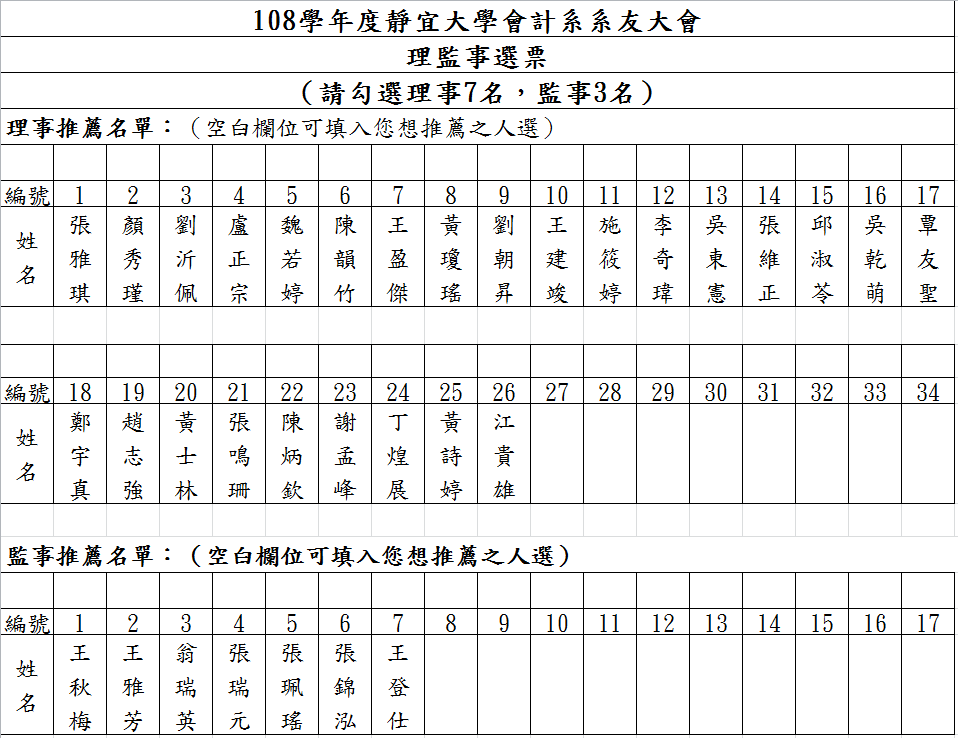 108學年度靜宜大學會計系系友大會
理監事選票
（請勾選理事7名，監事3名）
理事推薦名單：（空白欄位可填入您想推薦之人選）
編號 1 2 3 4 5 6 7 8 9 10 11 12 13 14 15 16 17
姓名 張雅琪 顏秀瑾 劉沂佩 盧正宗 魏若婷 陳韻竹 王盈傑 黃瓊瑤 劉朝昇 王建竣 施筱婷 李奇瑋 吳東憲 張維正 邱淑苓 吳乾萌 覃友聖
編號 18 19 20 21 22 23 24 25 26 27 28 29 30 31 32 33 34
姓名 鄭宇真 趙志強 黃士林 張鳴珊 陳炳欽 謝孟峰 丁煌展 黃詩婷 江貴雄
監事推薦名單：（空白欄位可填入您想推薦之人選）
編號 1 2 3 4 5 6 7 8 9 10 11 12 13 14 15 16 17
姓名 王秋梅 王雅芳 翁瑞英 張瑞元 張珮瑤 張錦泓 王登仕